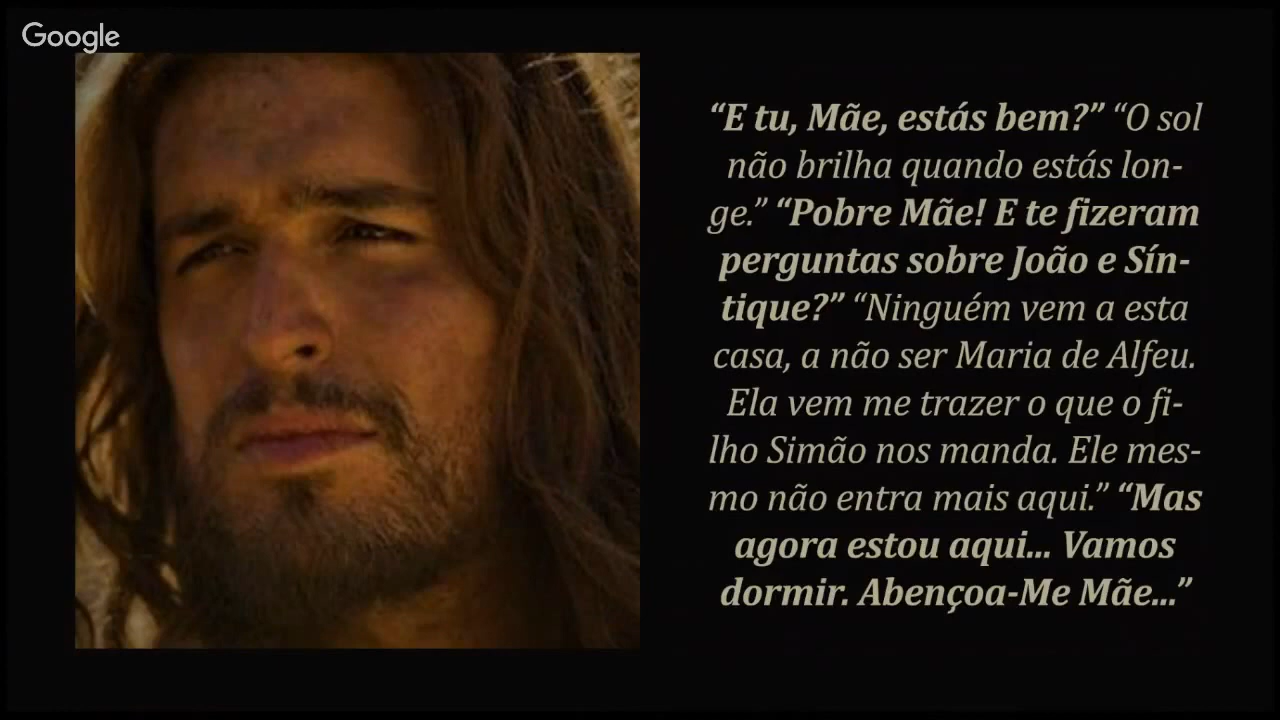 Google
“E tu, Mãe, estás bem?” “O sol
não brilha quando estás lon-
ge.” “Pobre Mãe! E te fizeram
perguntas sobre João e Sín-
tique?” “Ninguém vem a esta
casa, a não ser Maria de Alfeu.
Ela vem me trazer o que o fi-
lho Simão nos manda. Ele mes-
mo não entra mais aqui.” “Mas
agora estou aqui... Vamos
dormir. Abençoa-Me Mãe...”